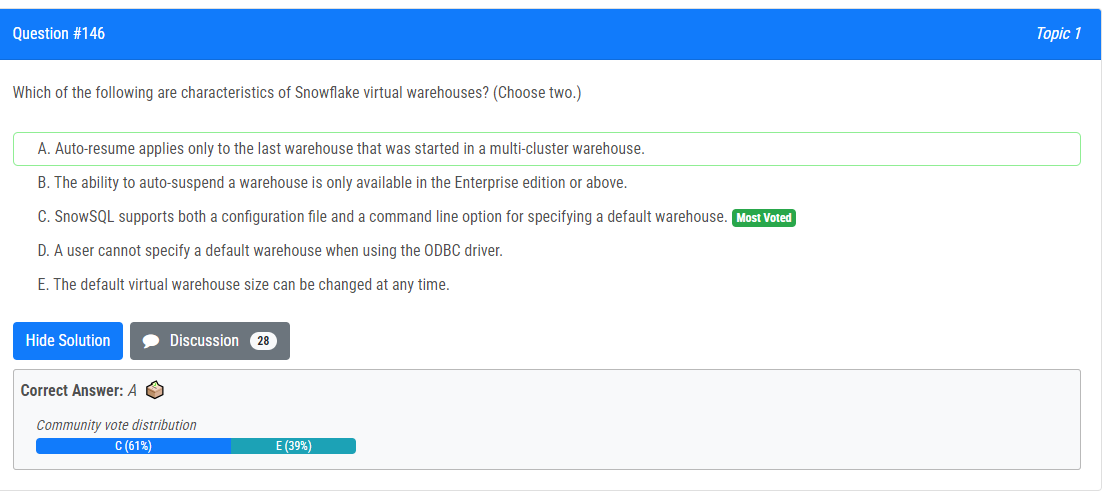 Question #146 Topic 1
Which of the following are characteristics of Snowflake virtual warehouses? (Choose two.)
A. Auto-resume applies only to the last warehouse that was started in a multi-cluster warehouse.
B. The ability to auto-suspend a warehouse is only available in the Enterprise edition or above.
C. SnowSQL supports both a configuration file and a command line option for specifying a default warehouse. Most Voted
D. A user cannot specify a default warehouse when using the ODBC driver.
E. The default virtual warehouse size can be changed at any time.
Hide Solution Discussion 28
Correct Answer: A
Community vote distribution
C (61%) E (39%)